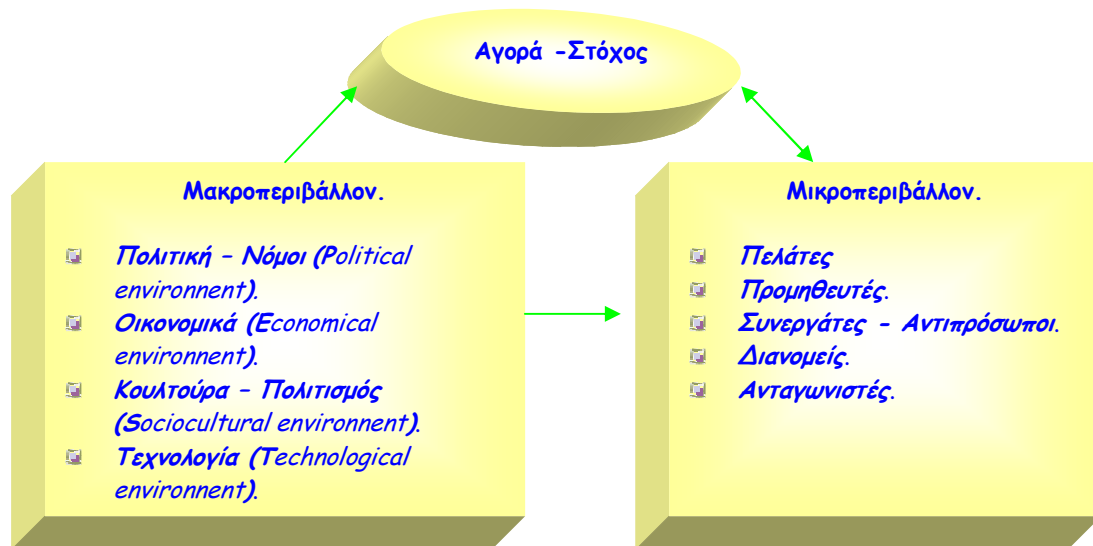 Αγορά -Στόχος
Μακροπεριβάλλον.
Πολιτική – Νόμοι (Political
environnent).
Οικονομικά (Economical
environnent).
Κουλτούρα – Πολιτισμός
(Sociocultural environnent).
Τεχνολογία (Technological
environnent).
Μικροπεριβάλλον.
Πελάτες
Προμηθευτές.
Συνεργάτες - Αντιπρόσωποι.
Διανομείς.
Ανταγωνιστές.